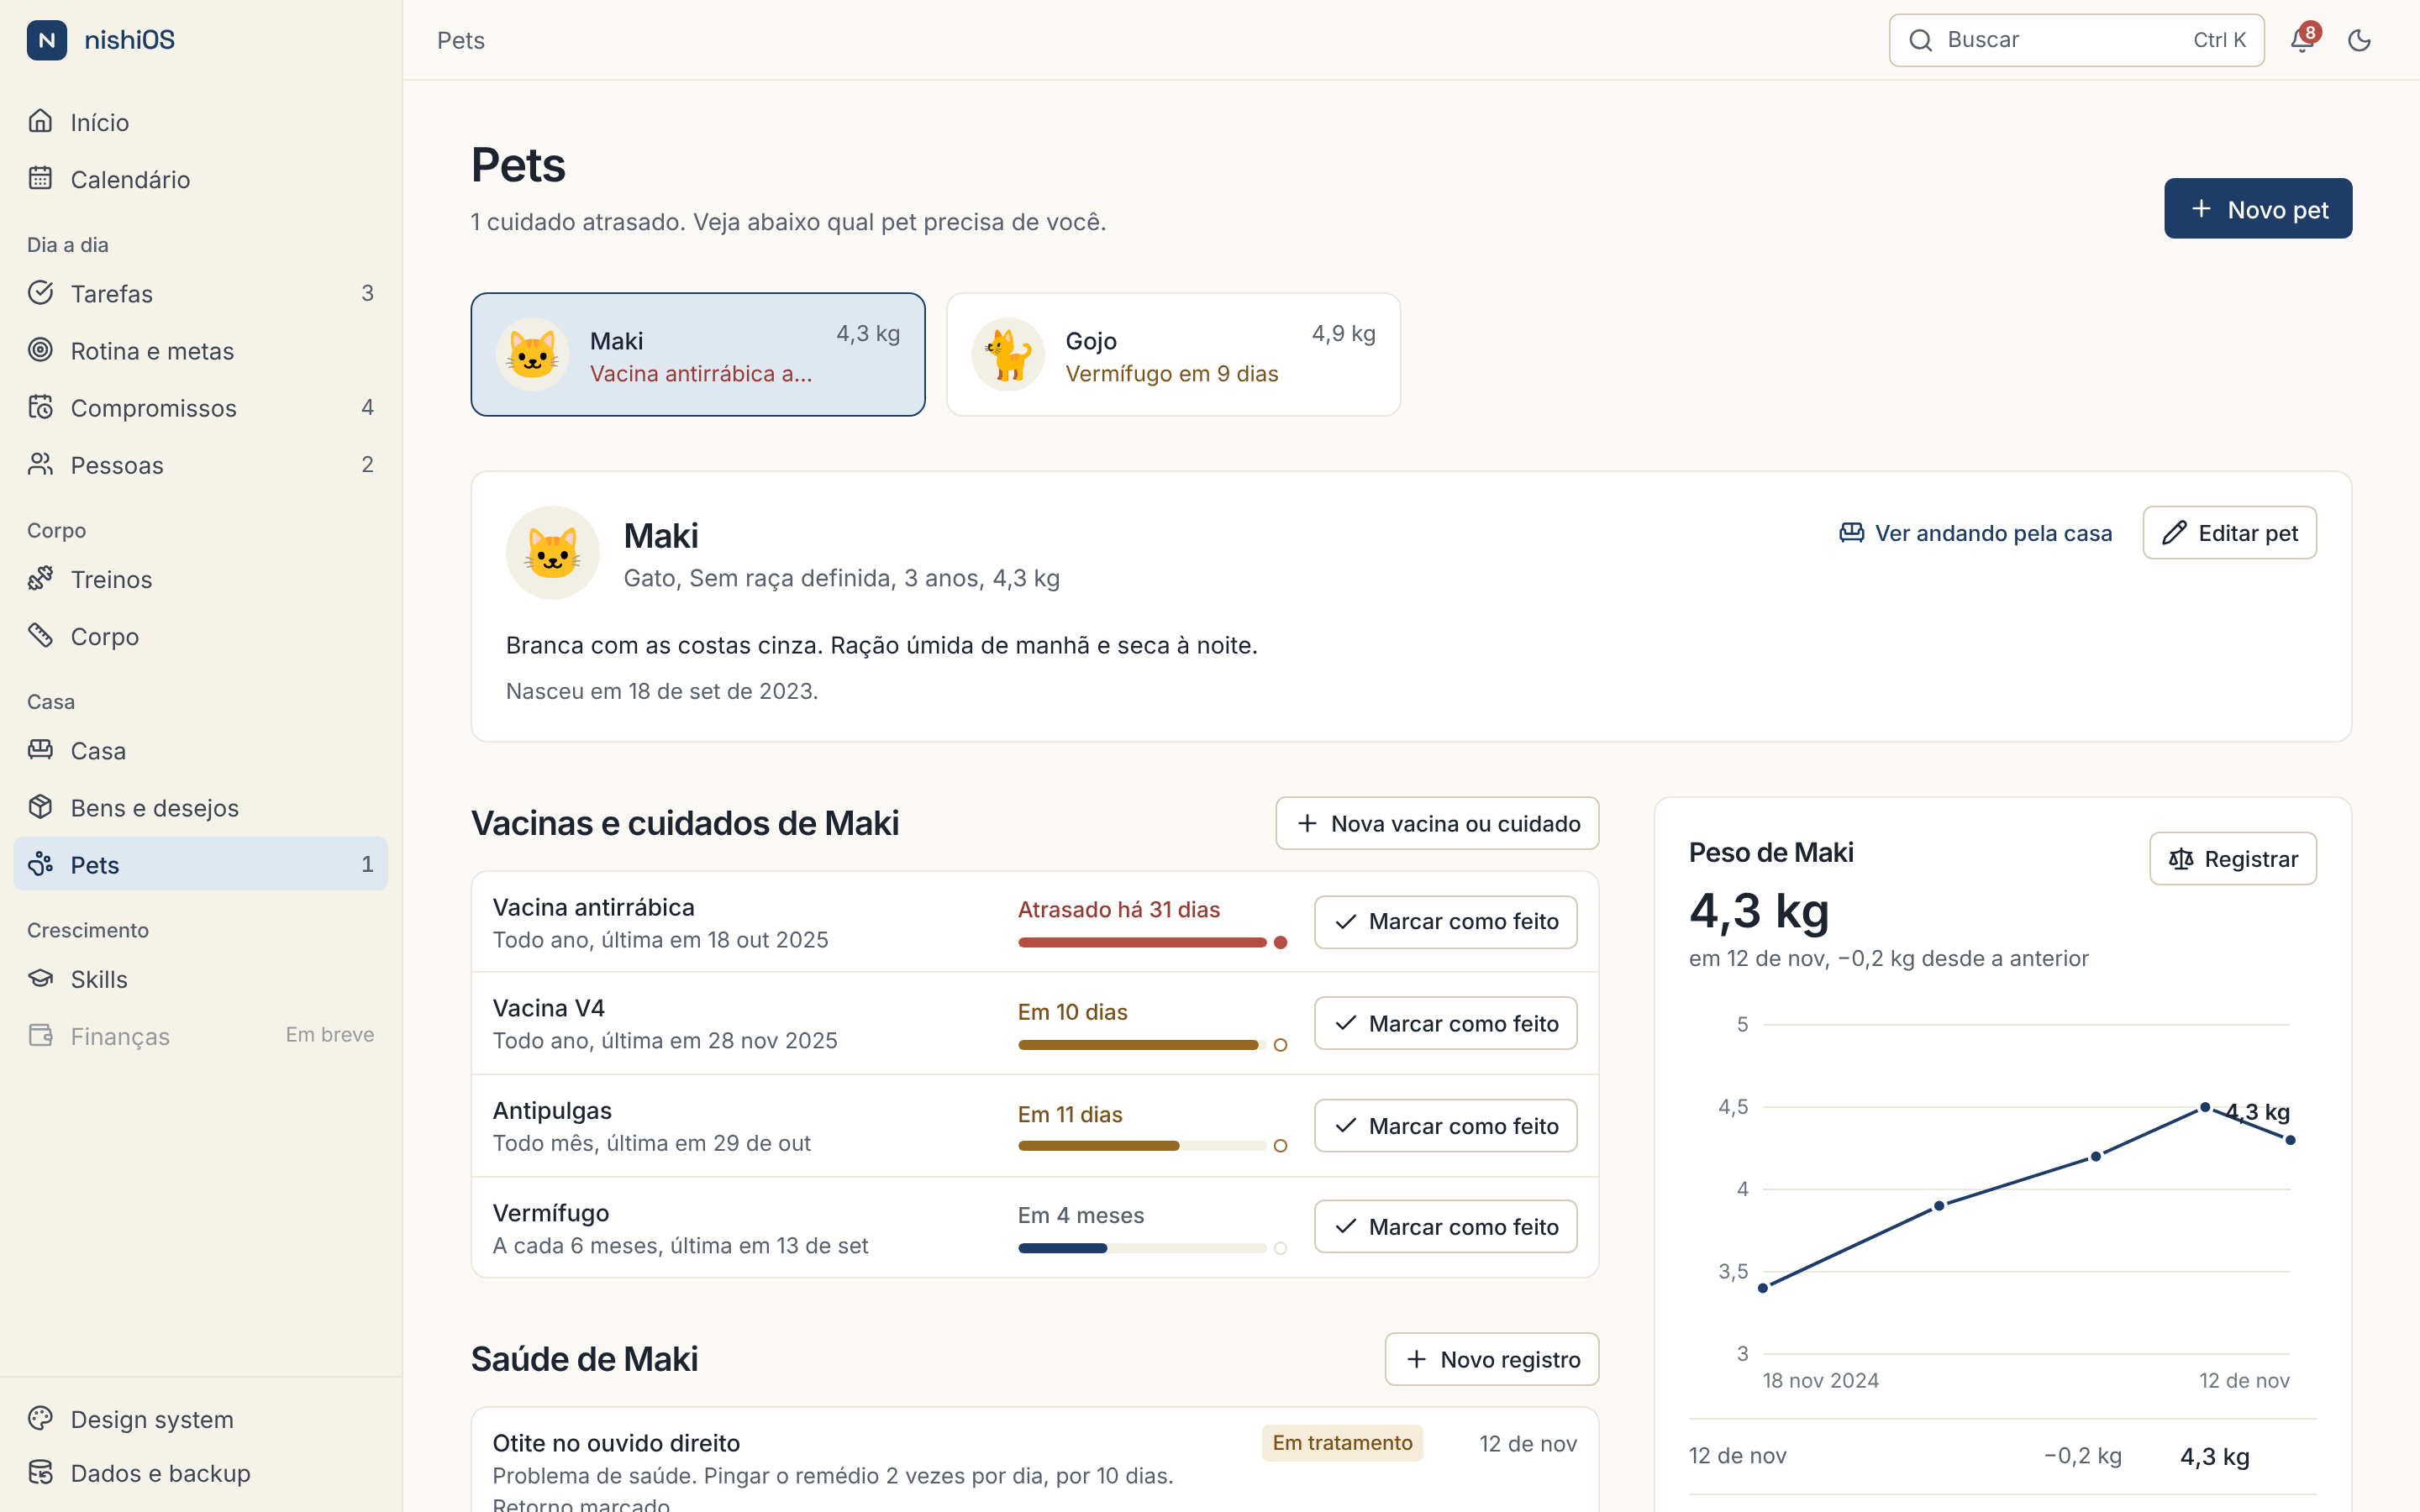 N nishiOS
Início
Calendário
Dia a dia
Tarefas 3
Rotina e metas
Compromissos 4
Pessoas 2
Corpo
Treinos
Corpo
Casa
Casa
Bens e desejos
Pets 1
Crescimento
Skills
Finanças Em breve
Design system
Dados e backup
Pets
Buscar Ctrl K
8
Pets
1 cuidado atrasado. Veja abaixo qual pet precisa de você.
Novo pet
Maki 4,3 kg
Vacina antirrábica a...
Gojo 4,9 kg
Vermífugo em 9 dias
Maki
Gato, Sem raça definida, 3 anos, 4,3 kg
Ver andando pela casa
Editar pet
Branca com as costas cinza. Ração úmida de manhã e seca à noite.
Nasceu em 18 de set de 2023.
Vacinas e cuidados de Maki
Nova vacina ou cuidado
Vacina antirrábica
Todo ano, última em 18 out 2025
Atrasado há 31 dias
Marcar como feito
Vacina V4
Todo ano, última em 28 nov 2025
Em 10 dias
Marcar como feito
Antipulgas
Todo mês, última em 29 de out
Em 11 dias
Marcar como feito
Vermífugo
A cada 6 meses, última em 13 de set
Em 4 meses
Marcar como feito
Saúde de Maki
Novo registro
Otite no ouvido direito
Em tratamento
12 de nov
Problema de saúde. Pingar o remédio 2 vezes por dia, por 10 dias.
Retorno marcado
Peso de Maki
Registrar
4,3 kg
em 12 de nov, −0,2 kg desde a anterior
5
4,5
4,3 kg
4
3,5
3
18 nov 2024
12 de nov
12 de nov −0,2 kg 4,3 kg